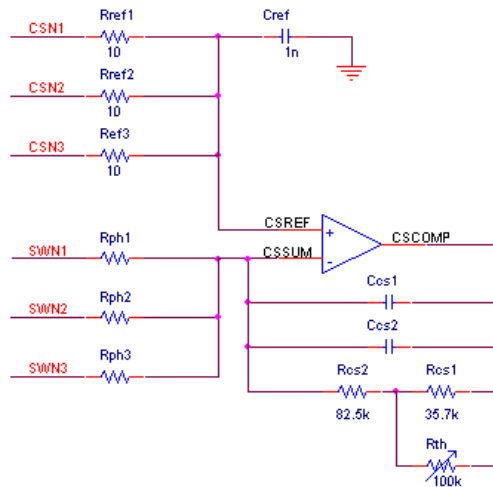 Rref1
Cref
CSN1
10
1n
Rref2
CSN2
10
Ref3
CSN3
10
CSREF
+
CSCOMP
SWN1
Rph1
CSSUM
-
Ccs1
SWN2
Rph2
Ccs2
SWN3
Rph3
Rcs2
Rcs1
82.5k
35.7k
Rth
100k